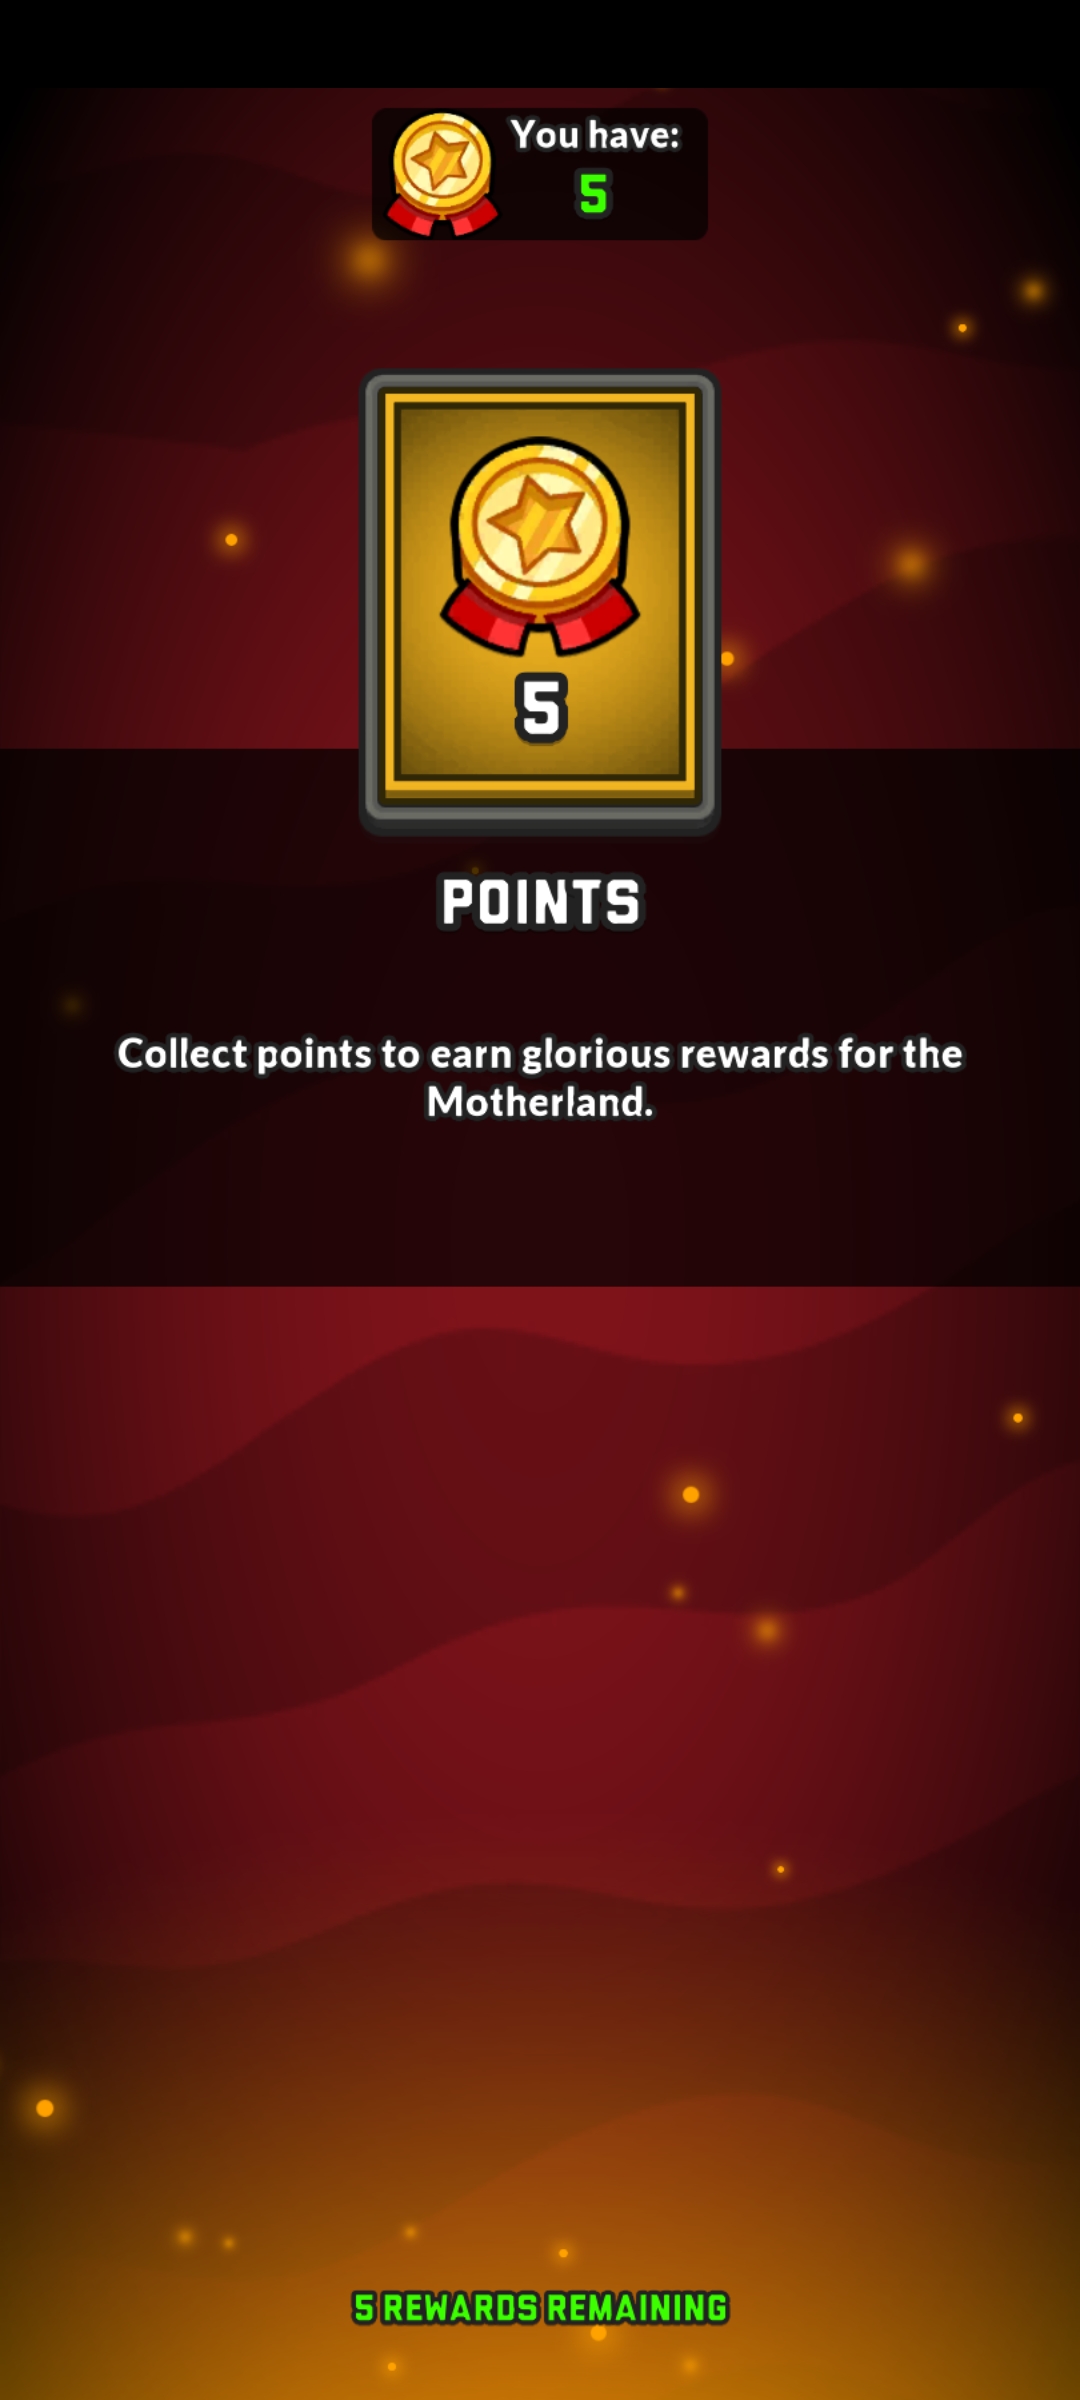 You have:
5
5
POINTS
Collect points to earn glorious rewards for the
Motherland.
5 REWARDS REMAINING